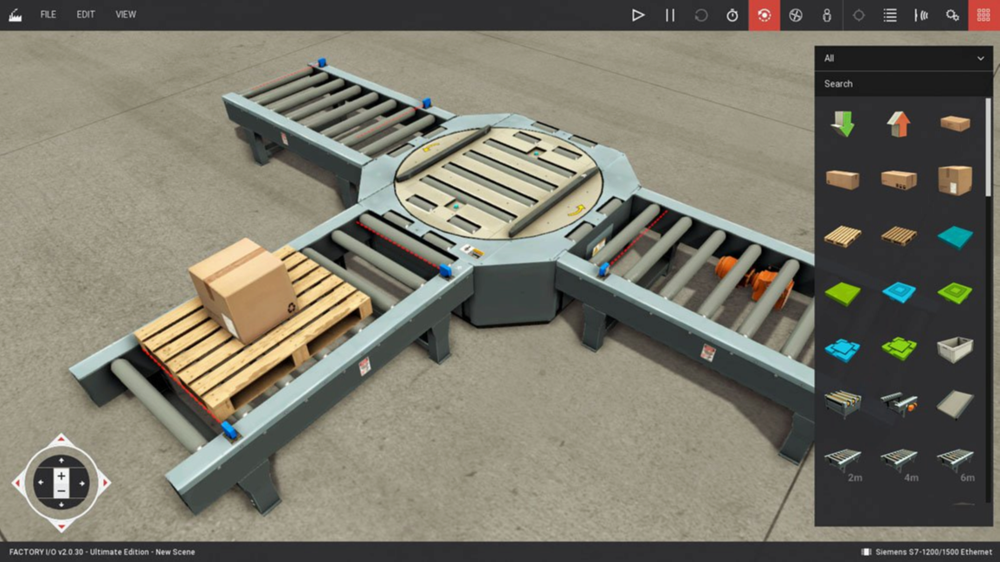 FILE EDIT VIEW
All
Search
2m 4m 6m
FACTORY I/O v2.0.30 - Ultimate Edition - New Scene
Siemens S7-1200/1500 Ethernet